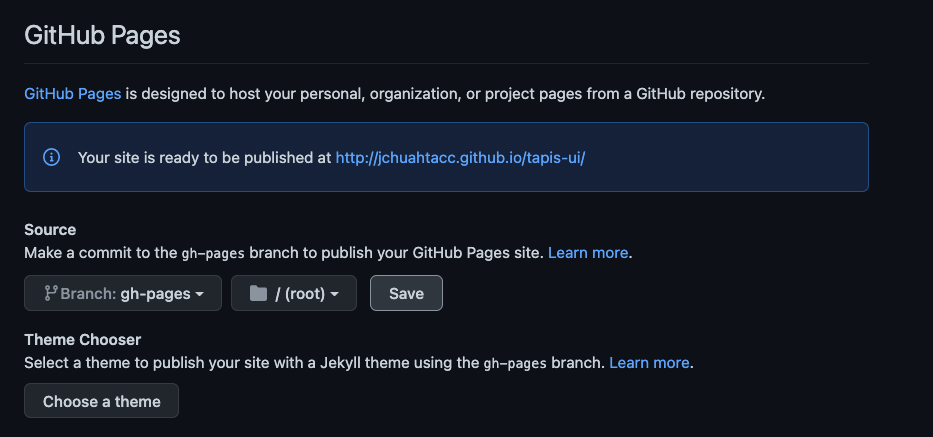 GitHub Pages
GitHub Pages is designed to host your personal, organization, or project pages from a GitHub repository.
Your site is ready to be published at http://jchuahtacc.github.io/tapis-ui/
Source
Make a commit to the gh-pages branch to publish your GitHub Pages site. Learn more.
Branch: gh-pages / (root) Save
Theme Chooser
Select a theme to publish your site with a Jekyll theme using the gh-pages branch. Learn more.
Choose a theme